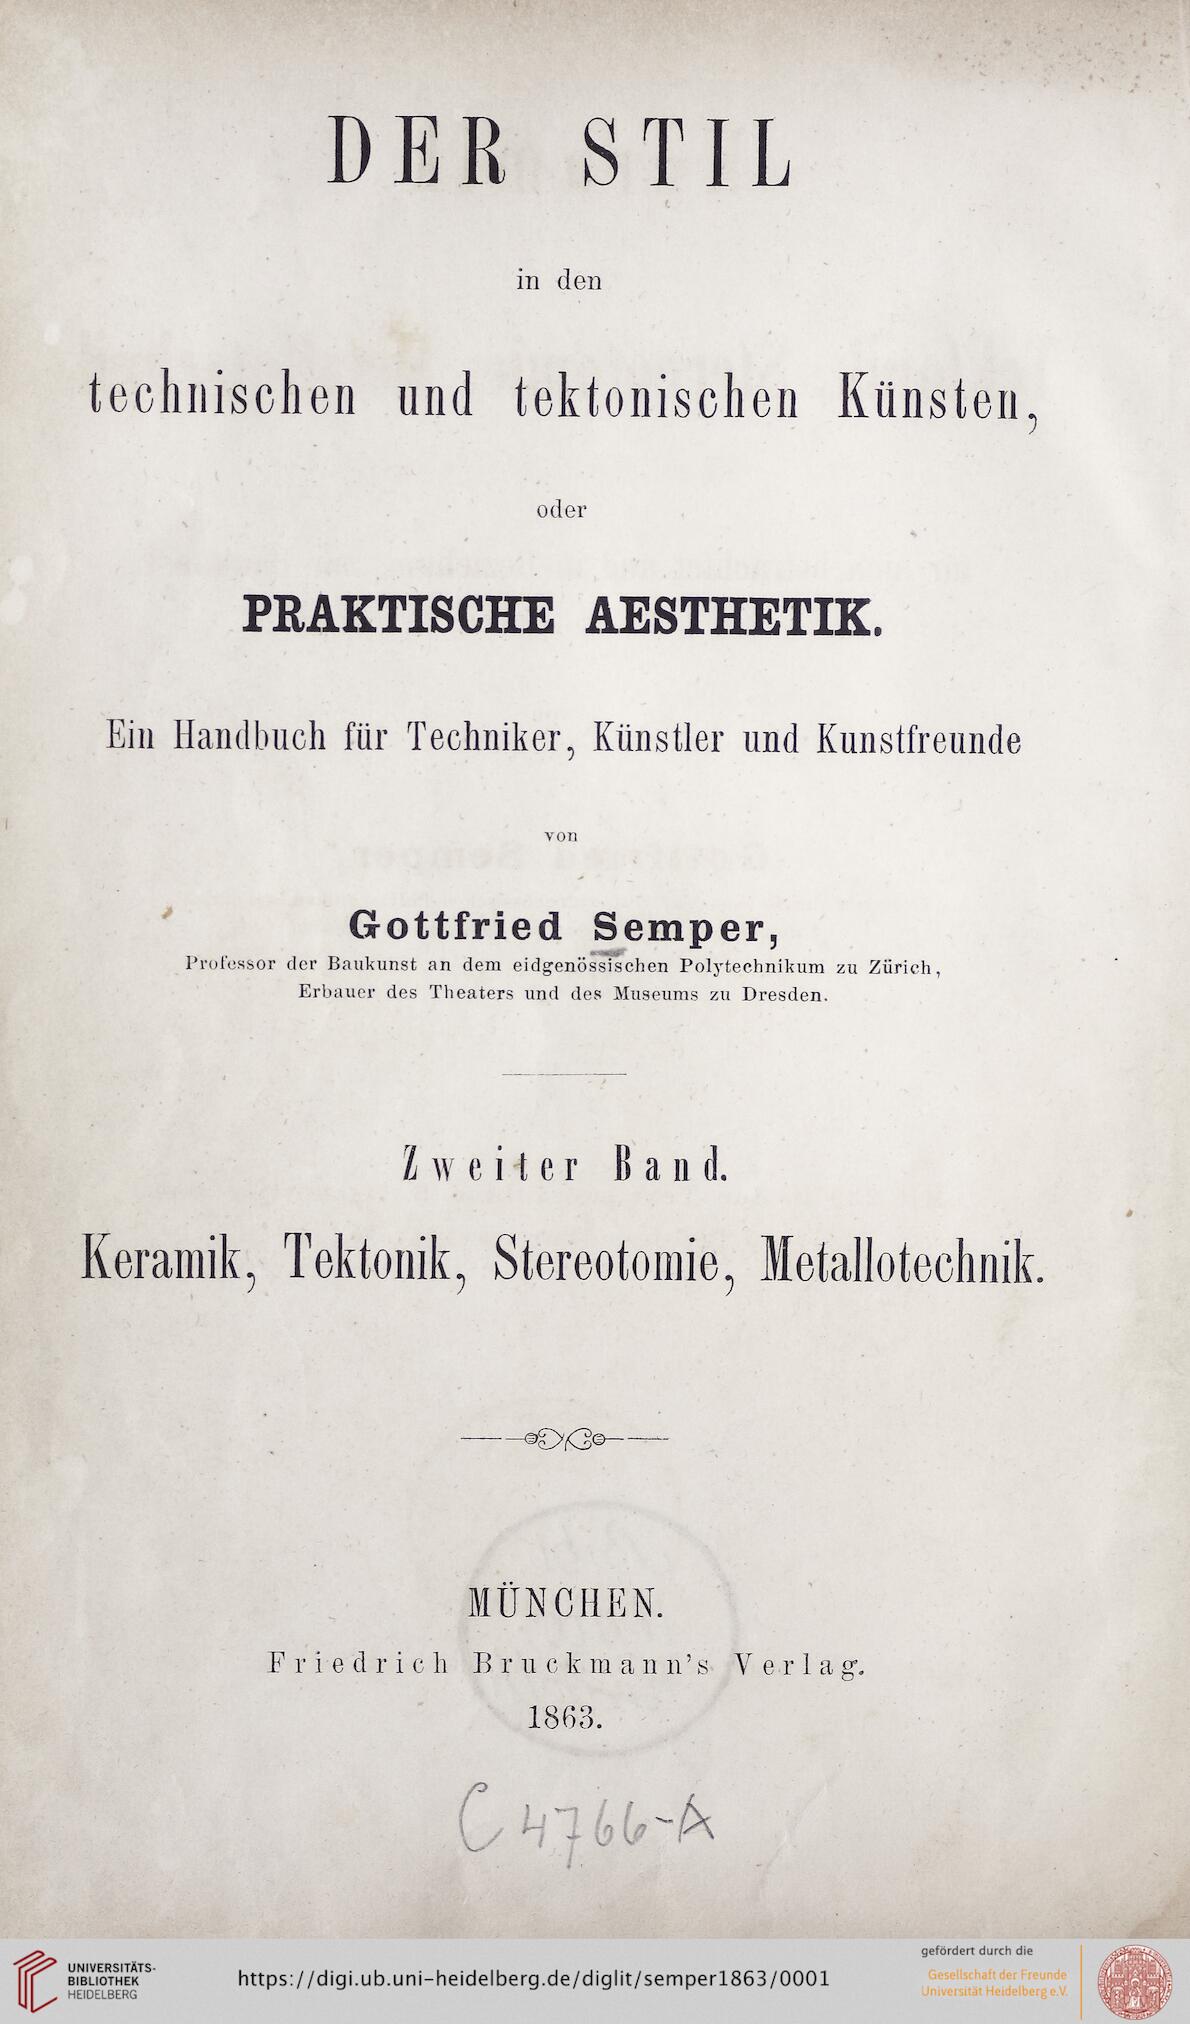 DER STIL
in den
technischen und tektonischen Künsten,
oder
PRAKTISCHE AESTHETIK.
Ein Handbuch für Techniker, Künstler und Kunstfreunde
von
Gottfried Semper,
Professor der Baukunst an dem eidgenössischen Polytechnikum zu Zürich,
Erbauer des Theaters und des Museums zu Dresden.
Zweiter Band.
Keramik, Tektonik, Stereotomie, Metallotechnik.
MÜNCHEN.
Friedrich Bruckmann's Verlag.
1863.
C 4766-A
UNIVERSITÄTS-
BIBLIOTHEK
HEIDELBERG
https://digi.ub.uni-heidelberg.de/diglit/semper1863/0001
gefördert durch die
Gesellschaft der Freunde
Universität Heidelberg e.V.